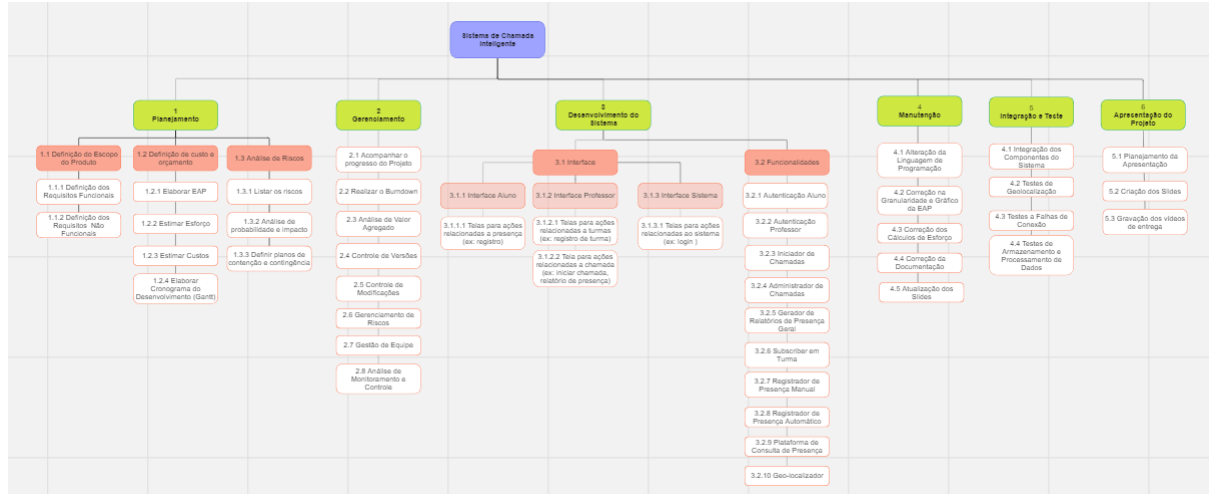 Sistema de Chamada
Inteligente
1
Planejamento
1.1 Definição do Escopo
do Produto
1.1.1 Definição dos
Requisitos Funcionais
1.1.2 Definição dos
Requisitos Não
Funcionais
1.2 Definição de custo e
orçamento
1.2.1 Elaborar EAP
1.2.2 Estimar Esforço
1.2.3 Estimar Custos
1.2.4 Elaborar
Cronograma do
Desenvolvimento (Gantt)
1.3 Análise de Riscos
1.3.1 Listar os riscos
1.3.2 Análise de
probabilidade e impacto
1.3.3 Definir planos de
contenção e contingência
2
Gerenciamento
2.1 Acompanhar o
progresso do Projeto
2.2 Realizar o Burndown
2.3 Análise de Valor
Agregado
2.4 Controle de Versões
2.5 Controle de
Modificações
2.6 Gerenciamento de
Riscos
2.7 Gestão de Equipe
2.8 Análise de
Monitoramento e
Controle
3
Desenvolvimento do
Sistema
3.1 Interface
3.1.1 Interface Aluno
3.1.1.1 Telas para ações
relacionadas a presença
(ex: registro)
3.1.2 Interface Professor
3.1.2.1 Telas para ações
relacionadas a turmas
(ex: registro de turma)
3.1.2.2 Tela para ações
relacionadas a chamada
(ex: iniciar chamada,
relatório de presença)
3.1.3 Interface Sistema
3.1.3.1 Telas para ações
relacionadas ao sistema
(ex: login )
3.2 Funcionalidades
3.2.1 Autenticação Aluno
3.2.2 Autenticação
Professor
3.2.3 Iniciador de
Chamadas
3.2.4 Administrador de
Chamadas
3.2.5 Gerador de
Relatórios de Presença
Geral
3.2.6 Subscriber em
Turma
3.2.7 Registrador de
Presença Manual
3.2.8 Registrador de
Presença Automático
3.2.9 Plataforma de
Consulta de Presença
3.2.10 Geo-localizador
4
Manutenção
4.1 Alteração da
Linguagem de
Programação
4.2 Correção na
Granularidade e Gráfico
da EAP
4.3 Correção dos
Cálculos de Esforço
4.4 Correção da
Documentação
4.5 Atualização dos
Slides
5
Integração e Teste
4.1 Integração dos
Componentes do
Sistema
4.2 Testes de
Geolocalização
4.3 Testes a Falhas de
Conexão
4.4 Testes de
Armazenamento e
Processamento de
Dados
6
Apresentação do
Projeto
5.1 Planejamento da
Apresentação
5.2 Criação dos Slides
5.3 Gravação dos vídeos
de entrega